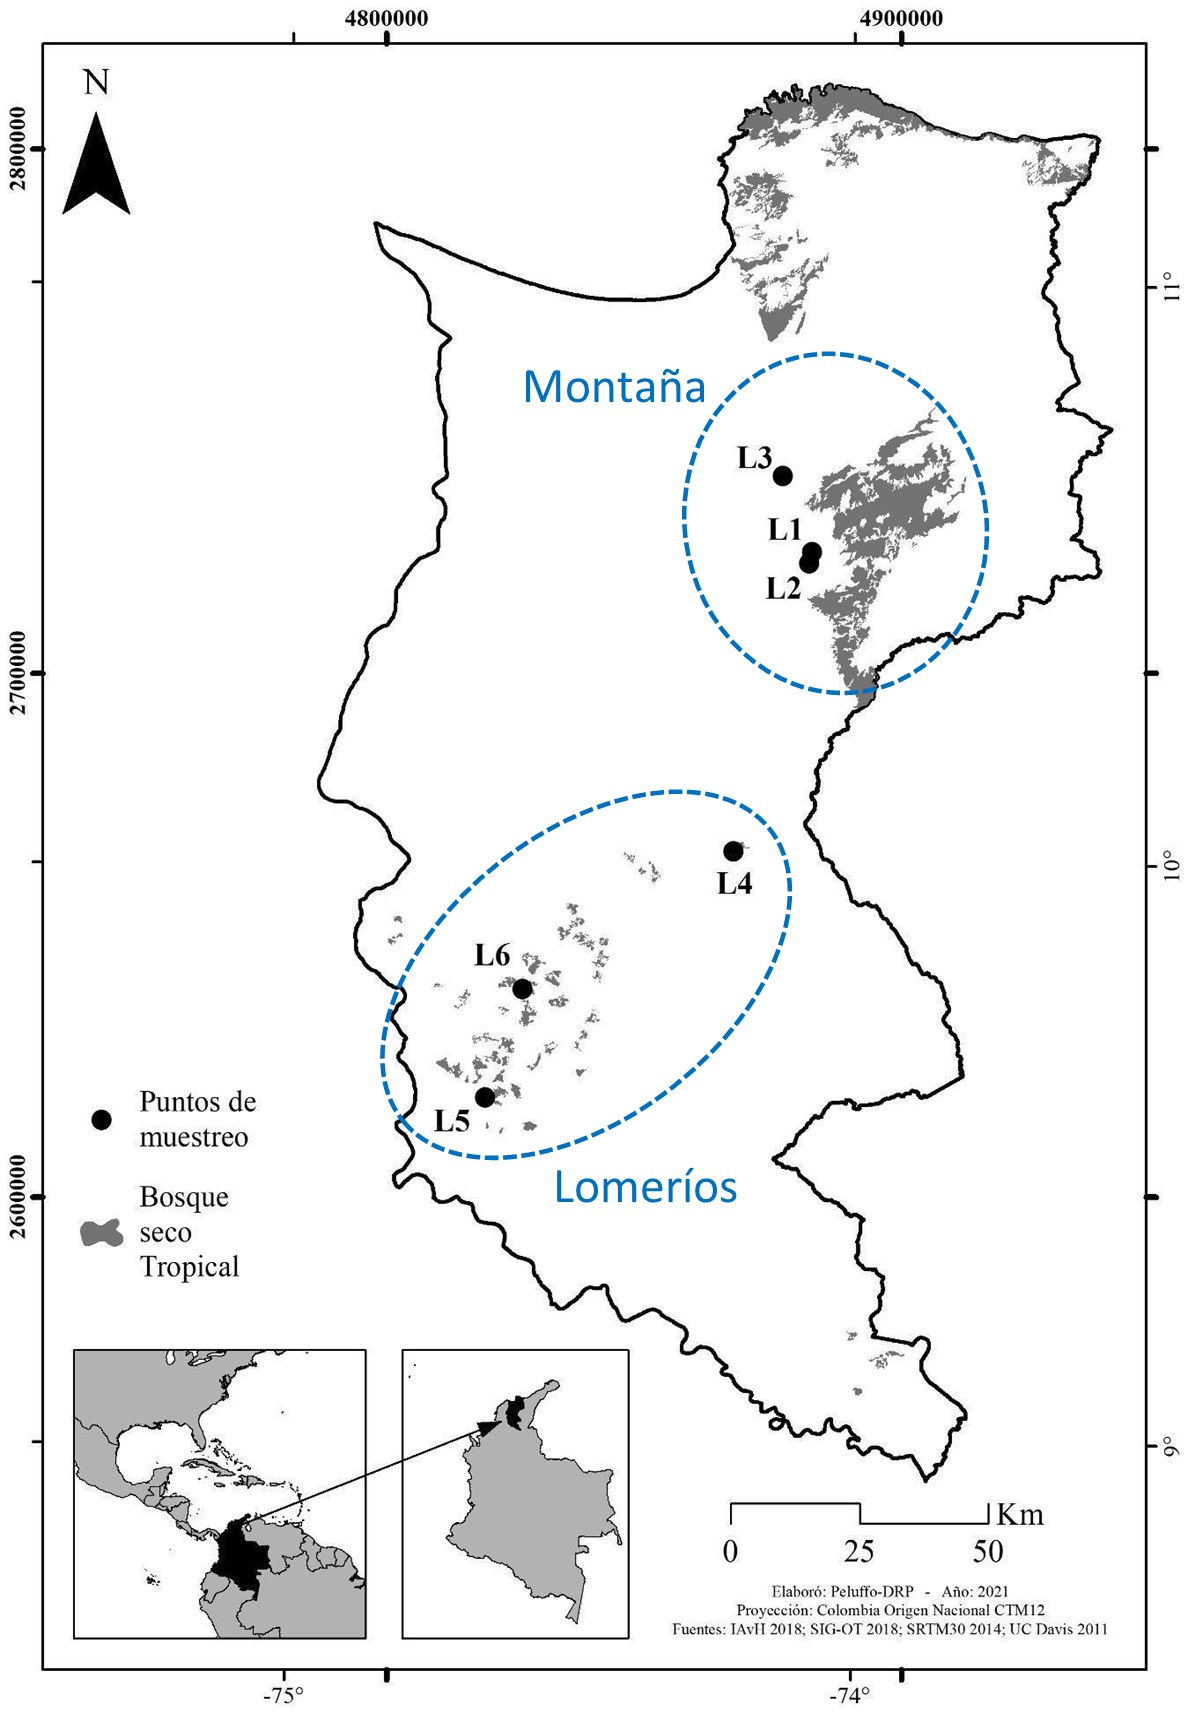 4800000
4900000
N
2800000
11°
Montaña
L3
L1
L2
2700000
10°
L4
L6
L5
Puntos de
muestreo
Lomeríos
2600000
Bosque
seco
Tropical
9°
Km
0 25 50
Elaboró: Peluffo-DRP - Año: 2021
Proyección: Colombia Origen Nacional CTM12
Fuentes: IAvH 2018; SIG-OT 2018; SRTM30 2014; UC Davis 2011
-75°
-74°